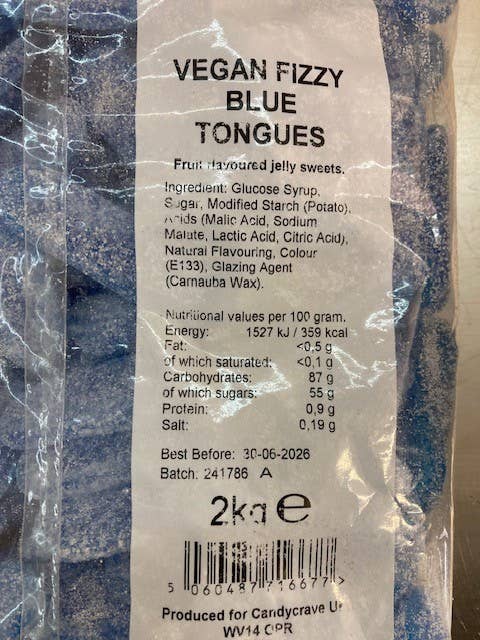 VEGAN FIZZY
BLUE
TONGUES
Fruit flavoured jelly sweets.
Ingredient: Glucose Syrup,
Sugar, Modified Starch (Potato),
Acids (Malic Acid, Sodium
Malate, Lactic Acid, Citric Acid),
Natural Flavouring, Colour
(E133), Glazing Agent
(Carnauba Wax).
Nutritional values per 100 gram.
Energy: 1527 kJ / 359 kcal
Fat: <0,5 g
of which saturated: <0,1 g
Carbohydrates: 87 g
of which sugars: 55 g
Protein: 0,9 g
Salt: 0,19 g
Best Before: 30-06-2026
Batch: 241786 A
2kg e
5 060487 716677 >
Produced for Candycrave
WV14